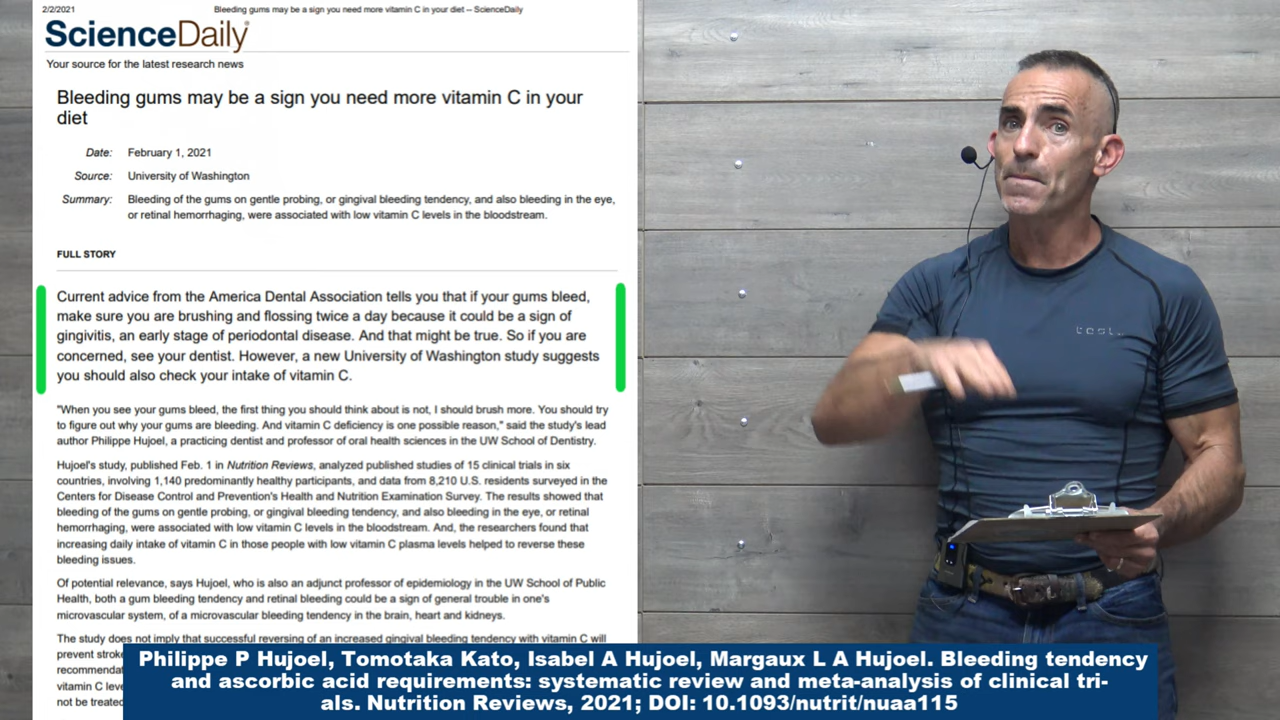 2/2/2021 Bleeding gums may be a sign you need more vitamin C in your diet -- ScienceDaily
ScienceDaily
Your source for the latest research news
Bleeding gums may be a sign you need more vitamin C in your
diet
Date: February 1, 2021
Source: University of Washington
Summary: Bleeding of the gums on gentle probing, or gingival bleeding tendency, and also bleeding in the eye,
or retinal hemorrhaging, were associated with low vitamin C levels in the bloodstream.
FULL STORY
Current advice from the America Dental Association tells you that if your gums bleed,
make sure you are brushing and flossing twice a day because it could be a sign of
gingivitis, an early stage of periodontal disease. And that might be true. So if you are
concerned, see your dentist. However, a new University of Washington study suggests
you should also check your intake of vitamin C.
"When you see your gums bleed, the first thing you should think about is not, I should brush more. You should try
to figure out why your gums are bleeding. And vitamin C deficiency is one possible reason," said the study's lead
author Philippe Hujoel, a practicing dentist and professor of oral health sciences in the UW School of Dentistry.
Hujoel's study, published Feb. 1 in Nutrition Reviews, analyzed published studies of 15 clinical trials in six
countries, involving 1,140 predominantly healthy participants, and data from 8,210 U.S. residents surveyed in the
Centers for Disease Control and Prevention's Health and Nutrition Examination Survey. The results showed that
bleeding of the gums on gentle probing, or gingival bleeding tendency, and also bleeding in the eye, or retinal
hemorrhaging, were associated with low vitamin C levels in the bloodstream. And, the researchers found that
increasing daily intake of vitamin C in those people with low vitamin C plasma levels helped to reverse these
bleeding issues.
Of potential relevance, says Hujoel, who is also an adjunct professor of epidemiology in the UW School of Public
Health, both a gum bleeding tendency and retinal bleeding could be a sign of general trouble in one's
microvascular system, of a microvascular bleeding tendency in the brain, heart and kidneys.
The study does not imply that successful reversing of an increased gingival bleeding tendency with vitamin C will
prevent
vitamin C
not be
Philippe P Hujoel, Tomotaka Kato, Isabel A Hujoel, Margaux L A Hujoel. Bleeding tendency
and ascorbic acid requirements: systematic review and meta-analysis of clinical tri-
als. Nutrition Reviews, 2021; DOI: 10.1093/nutrit/nuaa115